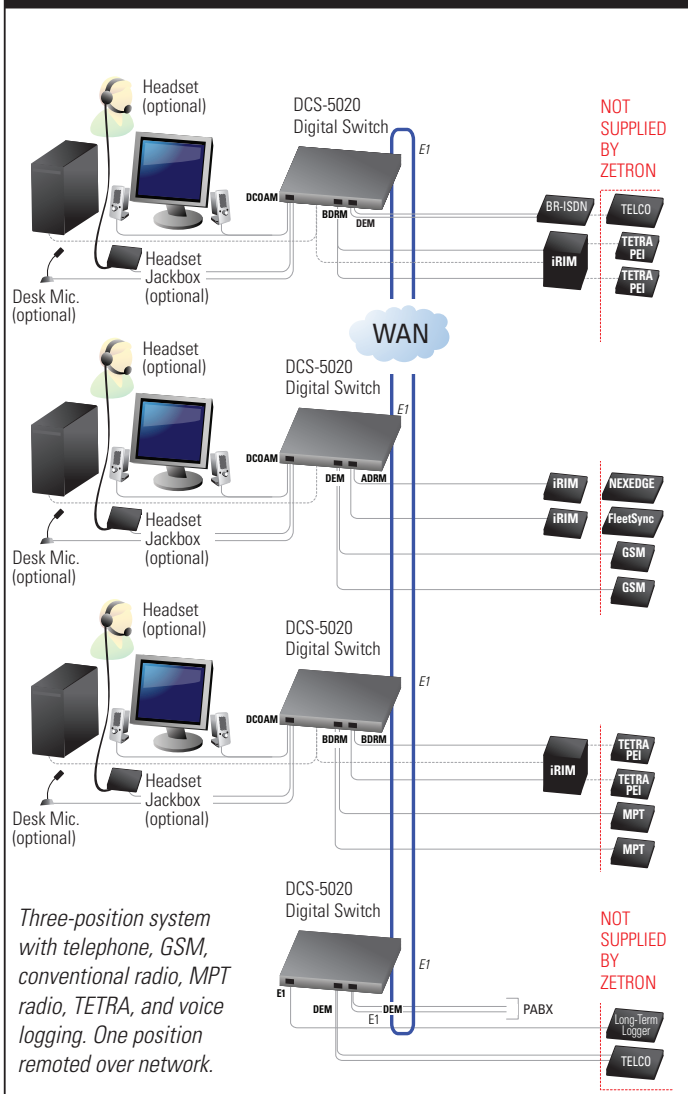 Headset
(optional)
DCS-5020
Digital Switch
E1
NOT
SUPPLIED
BY
ZETRON
DCOAM
BDRM
DEM
BR-ISDN
TELCO
iRIM
TETRA
PEI
TETRA
PEI
Headset
Jackbox
(optional)
Desk Mic.
(optional)
WAN
Headset
(optional)
DCS-5020
Digital Switch
E1
DCOAM
DEM
ADRM
iRIM
NEXEDGE
iRIM
FleetSync
GSM
GSM
Headset
Jackbox
(optional)
Desk Mic.
(optional)
Headset
(optional)
DCS-5020
Digital Switch
E1
DCOAM
BDRM
BDRM
iRIM
TETRA
PEI
TETRA
PEI
MPT
MPT
Headset
Jackbox
(optional)
Desk Mic.
(optional)
DCS-5020
Digital Switch
E1
NOT
SUPPLIED
BY
ZETRON
E1
DEM
DEM
E1
PABX
Long-Term
Logger
TELCO
Three-position system
with telephone, GSM,
conventional radio, MPT
radio, TETRA, and voice
logging. One position
remoted over network.